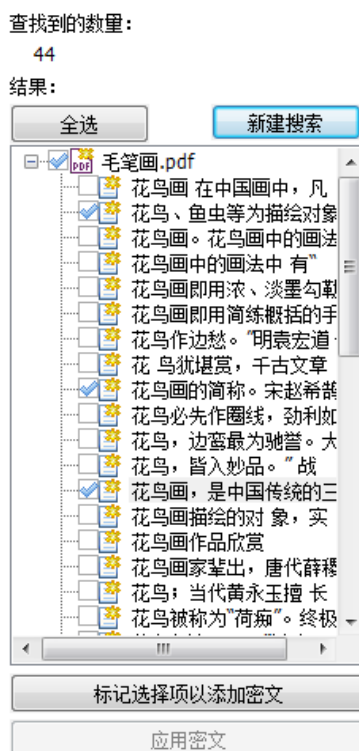 查找到的数量：
44
结果：
全选 新建搜索
毛笔画.pdf
花鸟画 在中国画中，凡
花鸟、鱼虫等为描绘对象
花鸟画。花鸟画中的画法
花鸟画中的画法中 有"
花鸟画即用浓、淡墨勾勒
花鸟画即用简练概括的手
花鸟作边愁。"明袁宏道
花 鸟犹堪赏，千古文章
花鸟画的简称。宋赵希鹄
花鸟必先作圈线，劲利如
花鸟，边鸾最为驰誉。大
花鸟，皆入妙品。"战
花鸟画，是中国传统的三
花鸟画描绘的对 象，实
花鸟画作品欣赏
花鸟画家辈出，唐代薛稷
花鸟；当代黄永玉擅 长
花鸟被称为"荷痴"。终极
标记选择项以添加密文
应用密文